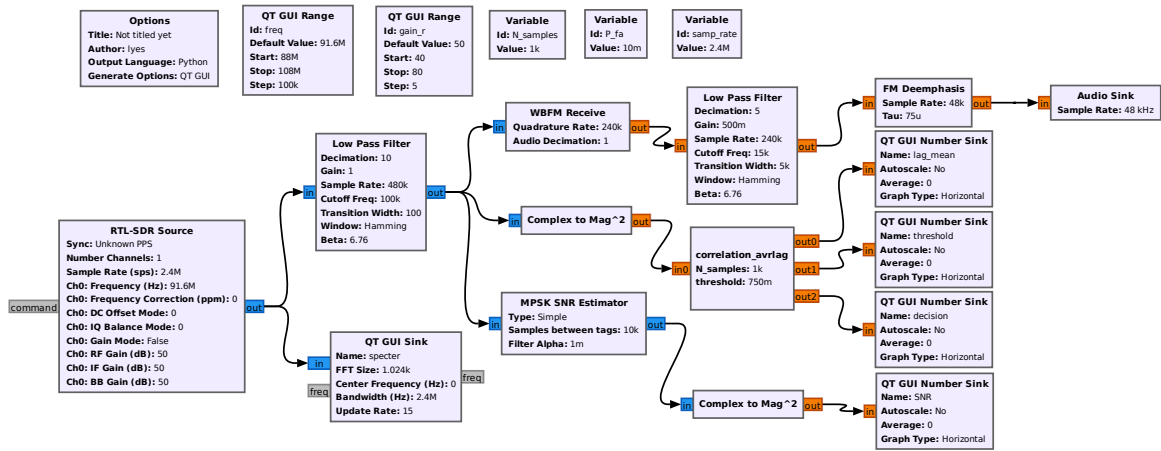 Options
Title: Not titled yet
Author: lyes
Output Language: Python
Generate Options: QT GUI
QT GUI Range
Id: freq
Default Value: 91.6M
Start: 88M
Stop: 108M
Step: 100k
QT GUI Range
Id: gain_r
Default Value: 50
Start: 40
Stop: 80
Step: 5
Variable
Id: N_samples
Value: 1k
Variable
Id: P_fa
Value: 10m
Variable
Id: samp_rate
Value: 2.4M
RTL-SDR Source
Sync: Unknown PPS
Number Channels: 1
Sample Rate (sps): 2.4M
Ch0: Frequency (Hz): 91.6M
Ch0: Frequency Correction (ppm): 0
Ch0: DC Offset Mode: 0
Ch0: IQ Balance Mode: 0
Ch0: Gain Mode: False
Ch0: RF Gain (dB): 50
Ch0: IF Gain (dB): 50
Ch0: BB Gain (dB): 50
command
out
in
Low Pass Filter
Decimation: 10
Gain: 1
Sample Rate: 480k
Cutoff Freq: 100k
Transition Width: 100
Window: Hamming
Beta: 6.76
out
in
freq
QT GUI Sink
Name: specter
FFT Size: 1.024k
Center Frequency (Hz): 0
Bandwidth (Hz): 2.4M
Update Rate: 15
freq
in
WBFM Receive
Quadrature Rate: 240k
Audio Decimation: 1
out
in
Low Pass Filter
Decimation: 5
Gain: 500m
Sample Rate: 240k
Cutoff Freq: 15k
Transition Width: 5k
Window: Hamming
Beta: 6.76
out
in
FM Deemphasis
Sample Rate: 48k
Tau: 75u
out
in
Audio Sink
Sample Rate: 48 kHz
in
Complex to Mag^2
out
in0
correlation_avrlag
N_samples: 1k
threshold: 750m
out0
out1
out2
in
QT GUI Number Sink
Name: lag_mean
Autoscale: No
Average: 0
Graph Type: Horizontal
in
QT GUI Number Sink
Name: threshold
Autoscale: No
Average: 0
Graph Type: Horizontal
in
QT GUI Number Sink
Name: decision
Autoscale: No
Average: 0
Graph Type: Horizontal
in
MPSK SNR Estimator
Type: Simple
Samples between tags: 10k
Filter Alpha: 1m
out
in
Complex to Mag^2
out
in
QT GUI Number Sink
Name: SNR
Autoscale: No
Average: 0
Graph Type: Horizontal